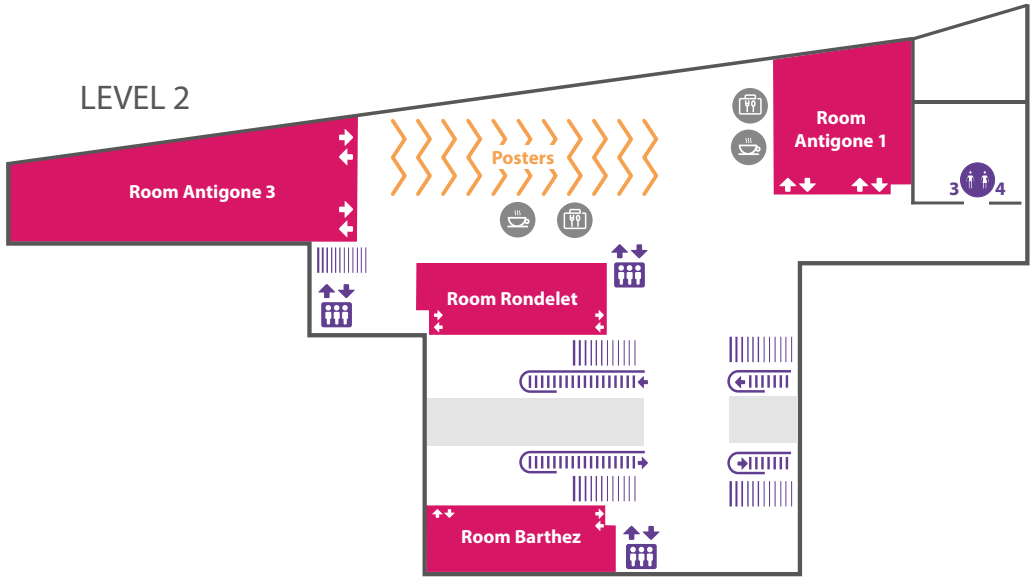 LEVEL 2
Room
Antigone 1
Posters
Room Antigone 3
3 4
Room Rondelet
Room Barthez